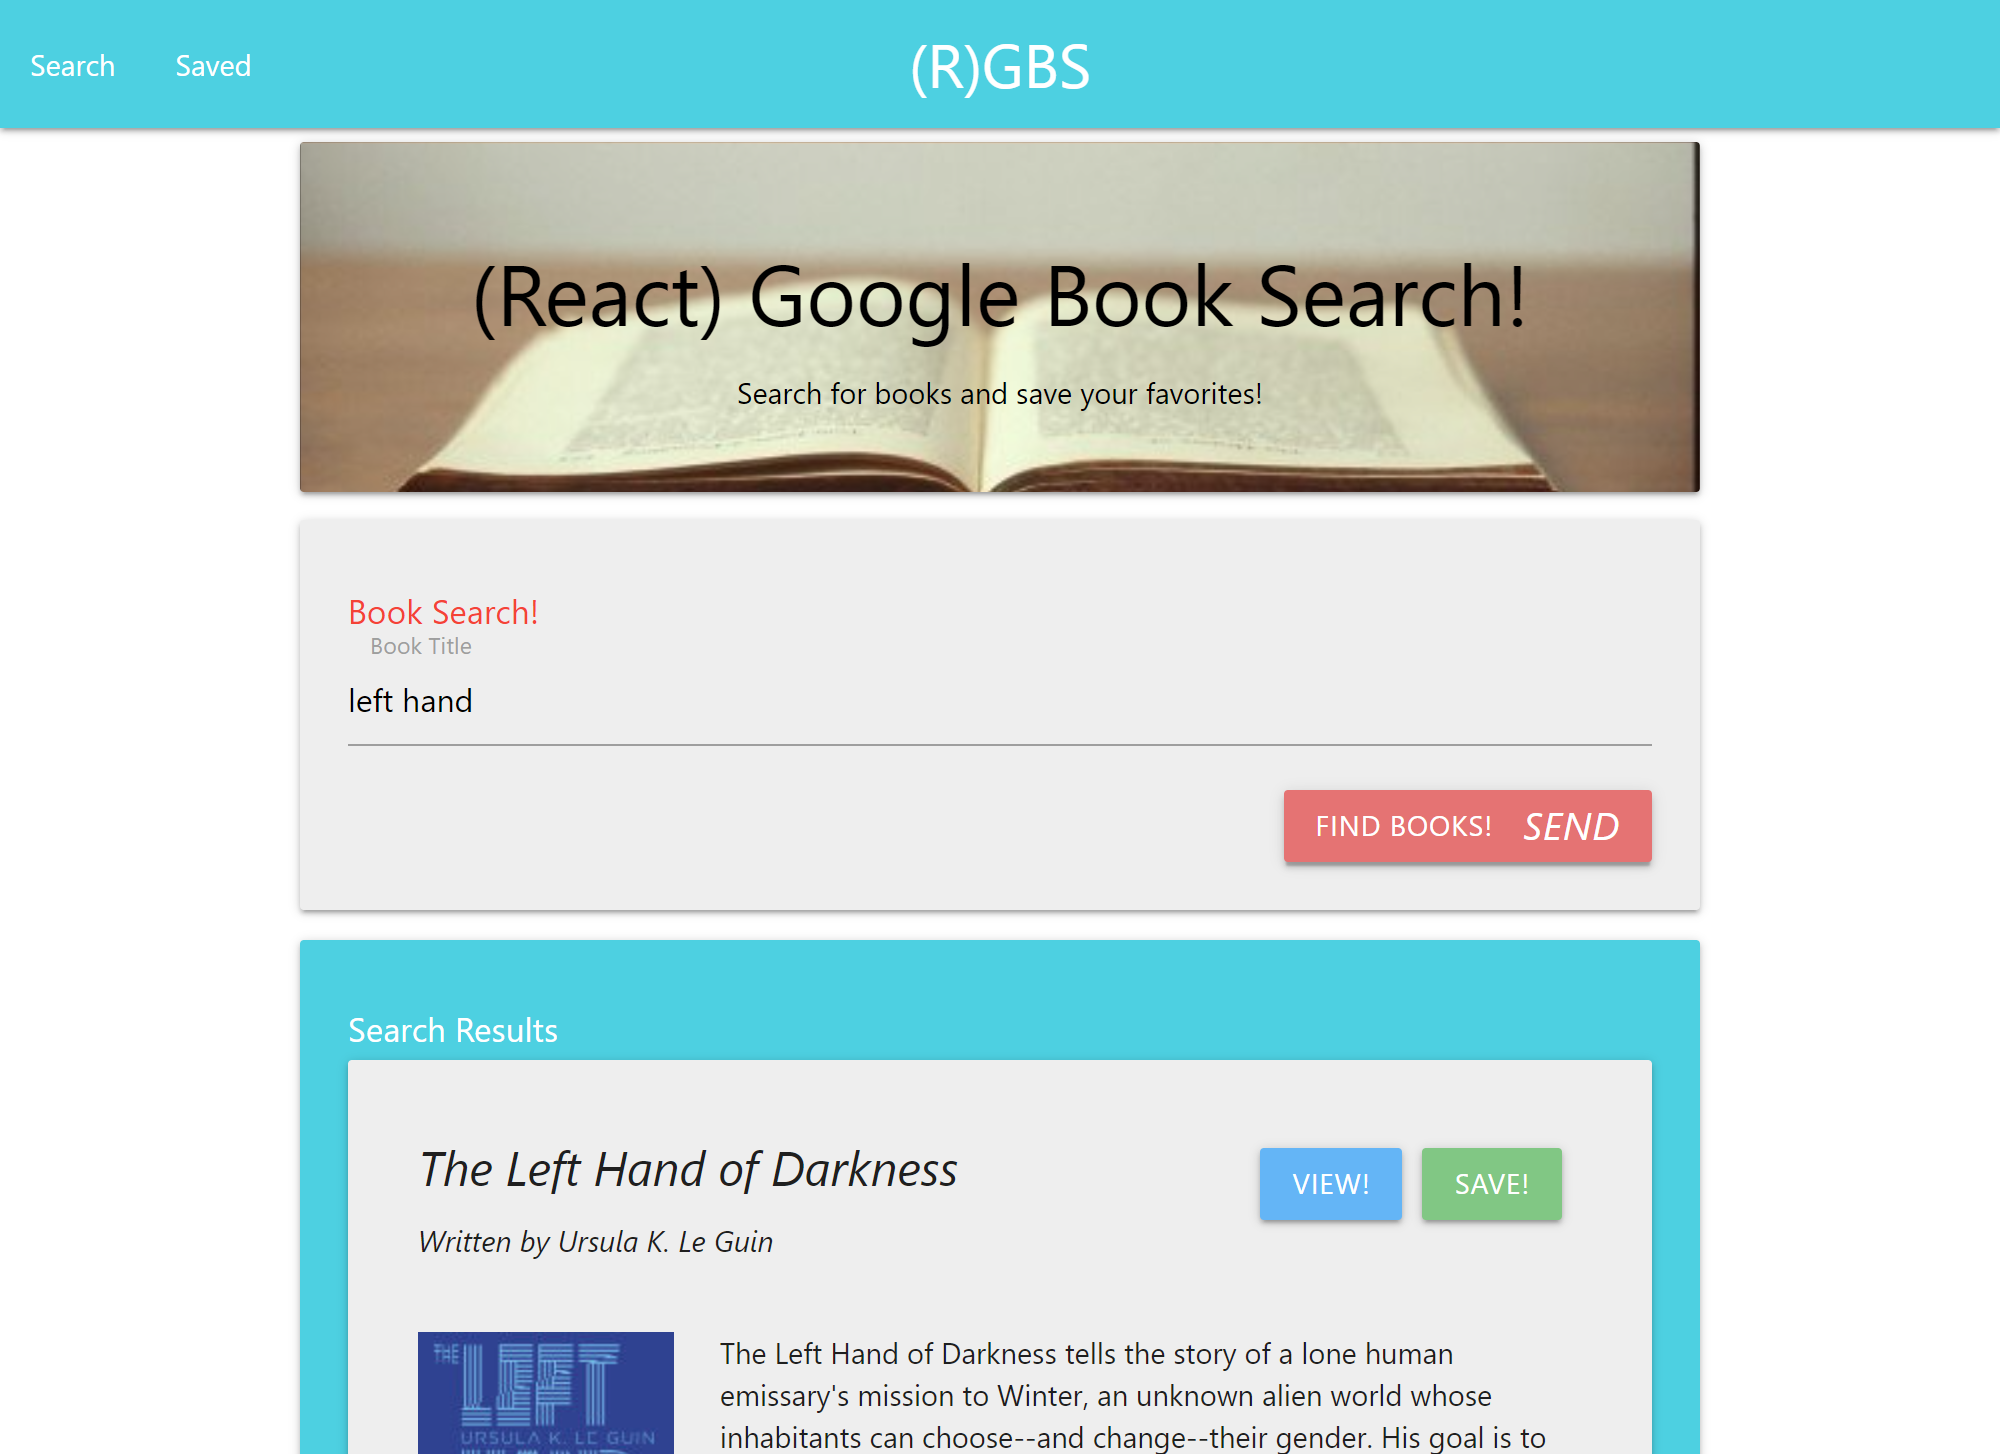 Search Saved (R)GBS
(React) Google Book Search!
Search for books and save your favorites!
Book Search!
Book Title
left hand
FIND BOOKS! SEND
Search Results
The Left Hand of Darkness VIEW! SAVE!
Written by Ursula K. Le Guin
THE LEFT
URSULA K. LE GUIN
The Left Hand of Darkness tells the story of a lone human
emissary's mission to Winter, an unknown alien world whose
inhabitants can choose--and change--their gender. His goal is to